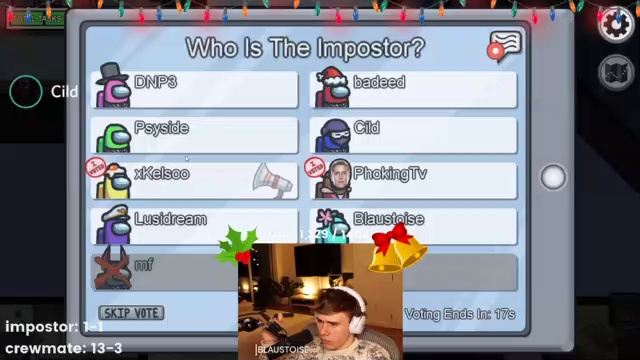 TOTAL TASKS
Who Is The Impostor?
DNP3
badeed
Cild
Psyside
Cild
I VOTED
xKelsoo
I VOTED
PhokingTv
Lusidream
Blaustoise
mf
SKIP VOTE
Voting Ends In: 17s
impostor: 1-1
crewmate: 13-3
BLAUSTOISE